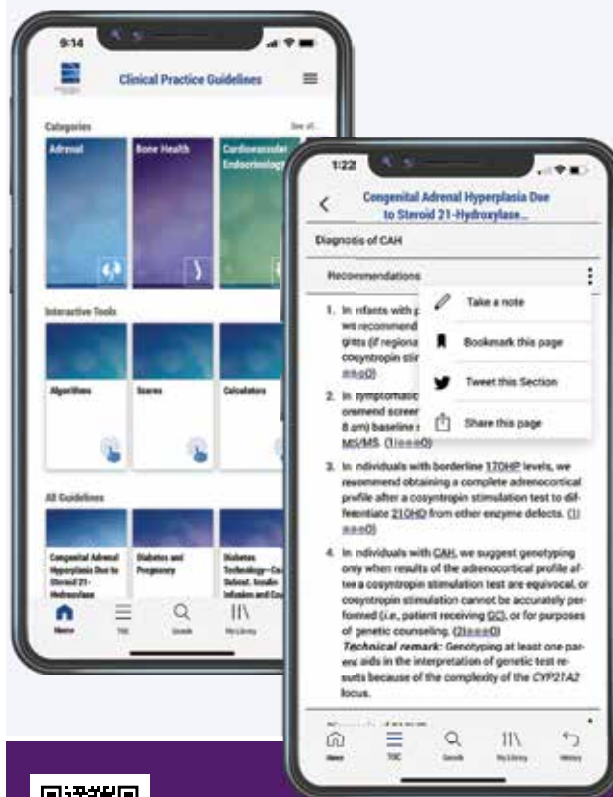 9:14
Clinical Practice Guidelines
Categories
See all...
Adrenal
Bone Health
Cardiovascular
Endocrinology
Interactive Tools
Algorithms
Scores
Calculators
All Guidelines
Congenital Adrenal
Hyperplasia Due to
Steroid 21-
Hydroxylase
Diabetes and
Pregnancy
Diabetes
Technology—Co
Subcut. Insulin
Infusion and Co
Home
TOC
Search
My Library
1:22
Congenital Adrenal Hyperplasia Due
to Steroid 21-Hydroxylase...
Diagnosis of CAH
Recommendations
Take a note
Bookmark this page
Tweet this Section
Share this page
1. In infants with p
we recommend
(if regiona
cosyntropin stir
2. In symptomatic
ommend screen
8 am) baseline s
MS/MS.
3. In individuals with borderline 17OHP levels, we
recommend obtaining a complete adrenocortical
profile after a cosyntropin stimulation test to dif-
ferentiate 21OHD from other enzyme defects. (1|
4. In individuals with CAH, we suggest genotyping
only when results of the adrenocortical profile af-
ter a cosyntropin stimulation test are equivocal, or
cosyntropin stimulation cannot be accurately per-
formed (i.e., patient receiving GC), or for purposes
of genetic counseling.
Technical remark: Genotyping at least one par-
ent aids in the interpretation of genetic test re-
sults because of the complexity of the CYP21A2
locus.
Home
TOC
Search
My Library
History